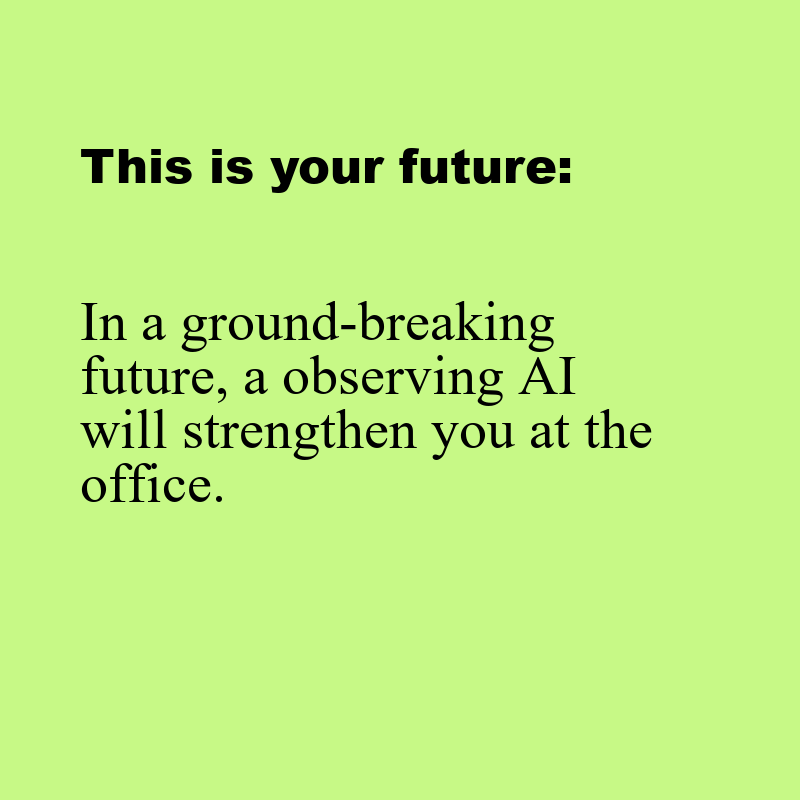 This is your future:
In a ground-breaking
future, a observing AI
will strengthen you at the
office.